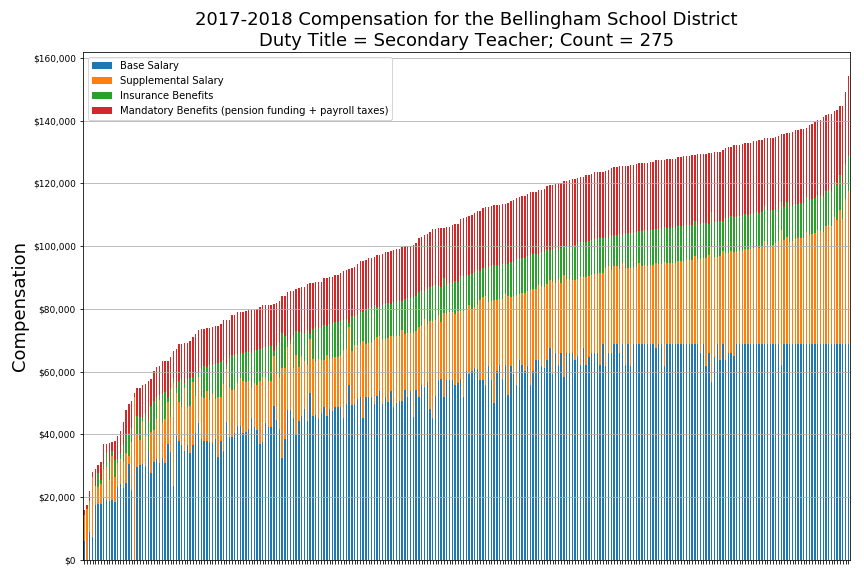 2017-2018 Compensation for the Bellingham School District
Duty Title = Secondary Teacher; Count = 275
$160,000
Base Salary
Supplemental Salary
Insurance Benefits
Mandatory Benefits (pension funding + payroll taxes)
$140,000
$120,000
$100,000
$80,000
$60,000
$40,000
$20,000
$0
Compensation